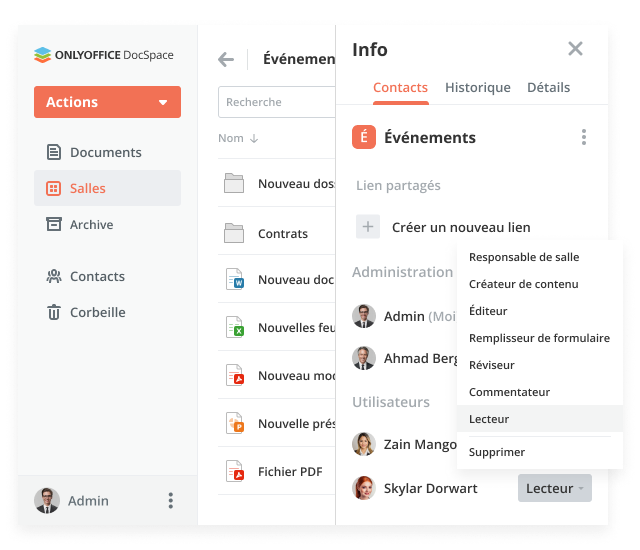 ONLYOFFICE DocSpace
Actions
Documents
Salles
Archive
Contacts
Corbeille
Admin
Événemen
Recherche
Nom
Nouveau doss
Contrats
Nouveau doc
W
Nouvelles feu
X
Nouveau mod
Nouvelle prés
P
Fichier PDF
Info
Contacts Historique Détails
É Événements
Lien partagés
Créer un nouveau lien
Administration
Admin (Moi
Ahmad Berg
Utilisateurs
Zain Mango
Skylar Dorwart
Lecteur
Responsable de salle
Créateur de contenu
Éditeur
Remplisseur de formulaire
Réviseur
Commentateur
Lecteur
Supprimer